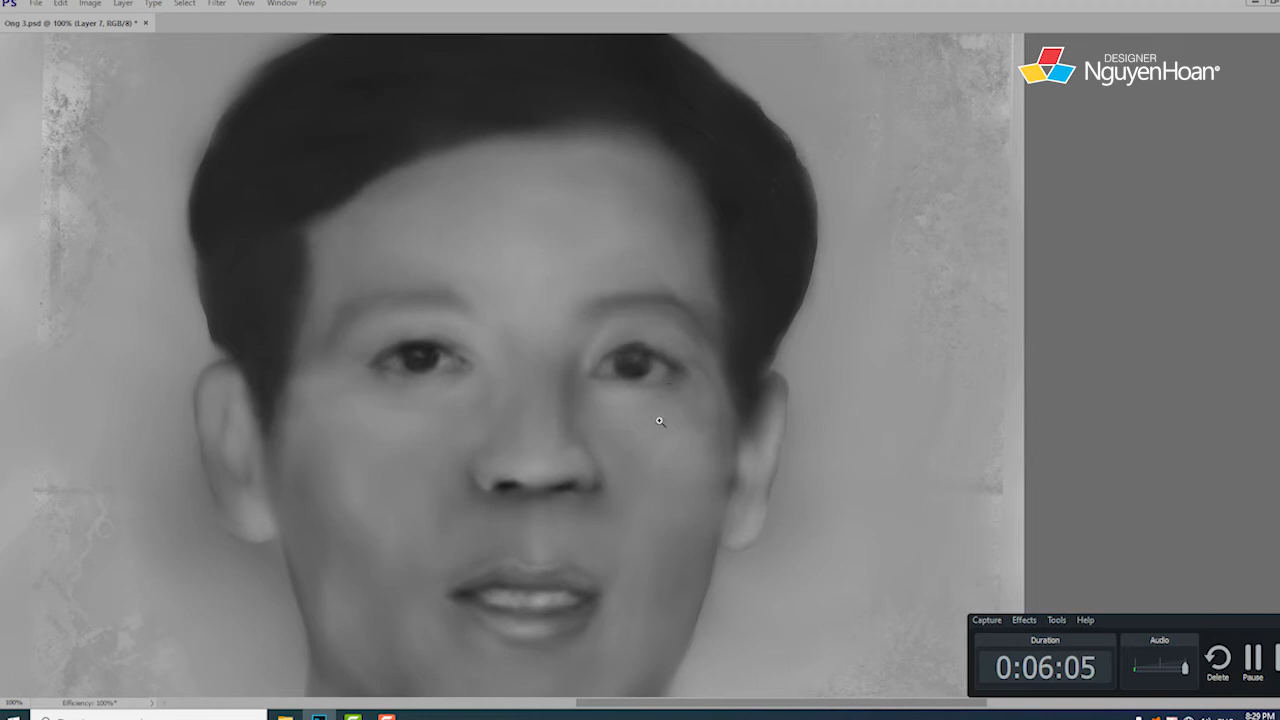 Ps File Edit Image Layer Type Select Filter View Window Help
Ong 3.psd @ 100% (Layer 7, RGB/8) * ×
DESIGNER
NguyenHoan®
Capture Effects Tools Help
Duration Audio
0:06:05
Delete Pause
100% Efficiency: 100%*
8:29 PM